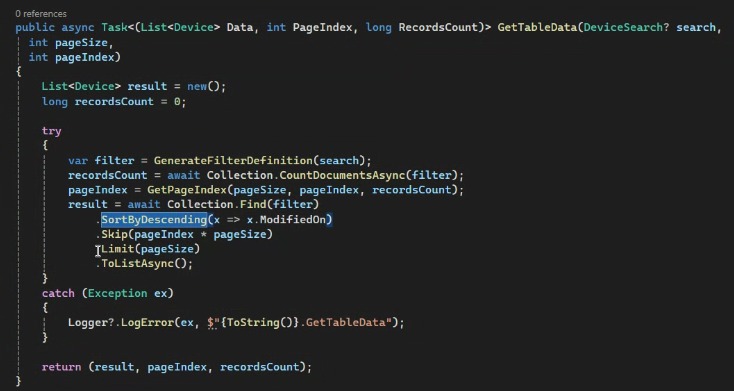 0 references
public async Task<(List<Device> Data, int PageIndex, long RecordsCount)> GetTableData(DeviceSearch? search,
int pageSize,
int pageIndex)
{
List<Device> result = new();
long recordsCount = 0;
try
{
var filter = GenerateFilterDefinition(search);
recordsCount = await Collection.CountDocumentsAsync(filter);
pageIndex = GetPageIndex(pageSize, pageIndex, recordsCount);
result = await Collection.Find(filter)
.SortByDescending(x => x.ModifiedOn)
.Skip(pageIndex * pageSize)
.Limit(pageSize)
.ToListAsync();
}
catch (Exception ex)
{
Logger?.LogError(ex, $"{ToString()}.GetTableData");
}
return (result, pageIndex, recordsCount);
}